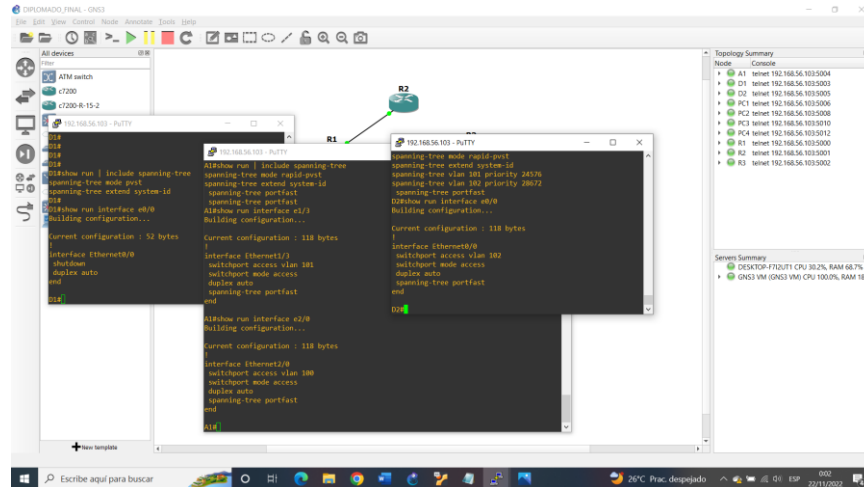 DIPLOMADO_FINAL - GNS3
File Edit View Control Node Annotate Tools Help
All devices
Filter
ATM switch
c7200
c7200-R-15-2
R2
R1
Topology Summary
Node Console
A1 telnet 192.168.56.103:5004
D1 telnet 192.168.56.103:5003
D2 telnet 192.168.56.103:5005
PC1 telnet 192.168.56.103:5006
PC2 telnet 192.168.56.103:5008
PC3 telnet 192.168.56.103:5010
PC4 telnet 192.168.56.103:5012
R1 telnet 192.168.56.103:5000
R2 telnet 192.168.56.103:5001
R3 telnet 192.168.56.103:5002
Servers Summary
DESKTOP-F7I2UT1 CPU 30.2%, RAM 68.7%
GNS3 VM (GNS3 VM) CPU 100.0%, RAM 18
192.168.56.103 - PuTTY
D1#
D1#
D1#
D1#show run | include spanning-tree
spanning-tree mode pvst
spanning-tree extend system-id
D1#
D1#show run interface e0/0
Building configuration...
Current configuration : 52 bytes
!
interface Ethernet0/0
shutdown
duplex auto
end
D1#
192.168.56.103 - PuTTY
A1#show run | include spanning-tree
spanning-tree mode rapid-pvst
spanning-tree extend system-id
spanning-tree portfast
spanning-tree portfast
A1#show run interface e1/3
Building configuration...
Current configuration : 118 bytes
!
interface Ethernet1/3
switchport access vlan 101
switchport mode access
duplex auto
spanning-tree portfast
end
A1#show run interface e2/0
Building configuration...
Current configuration : 118 bytes
!
interface Ethernet2/0
switchport access vlan 100
switchport mode access
duplex auto
spanning-tree portfast
end
A1#
192.168.56.103 - PuTTY
spanning-tree mode rapid-pvst
spanning-tree extend system-id
spanning-tree vlan 101 priority 24576
spanning-tree vlan 102 priority 28672
spanning-tree portfast
D2#show run interface e0/0
Building configuration...
Current configuration : 118 bytes
!
interface Ethernet0/0
switchport access vlan 102
switchport mode access
duplex auto
spanning-tree portfast
end
D2#
New template
Escribe aquí para buscar
26°C Prac. despejado
ESP
0:02
22/11/2022